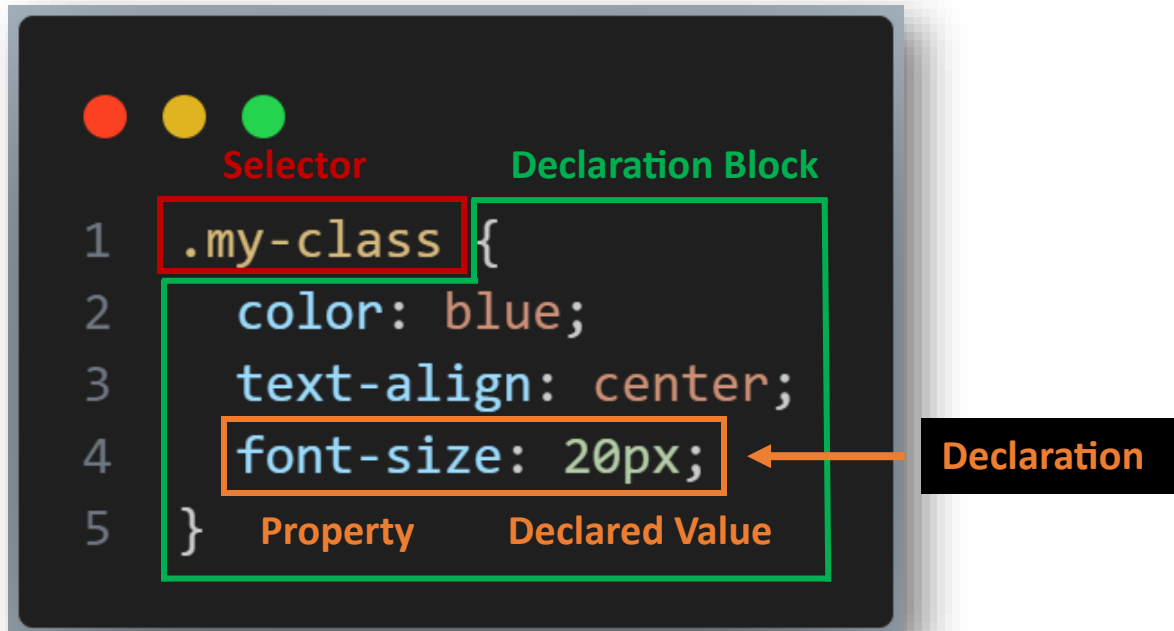 Selector Declaration Block
1 .my-class {
2 color: blue;
3 text-align: center;
4 font-size: 20px; Declaration
5 } Property Declared Value